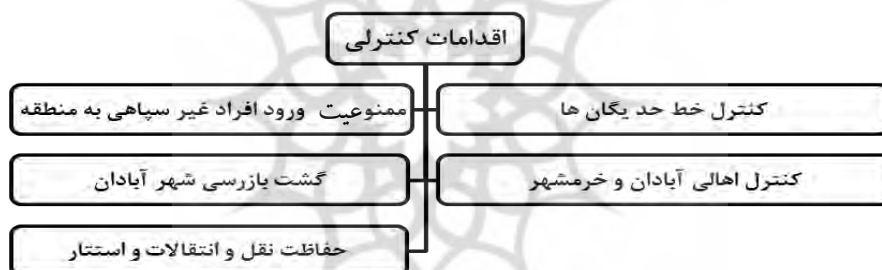 اقدامات کنترلی
کنترل خط حد یگان ها
ممنوعیت ورود افراد غیر سپاهی به منطقه
کنترل اهالی آبادان و خرمشهر
گشت بازرسی شهر آبادان
حفاظت نقل و انتقالات و استتار